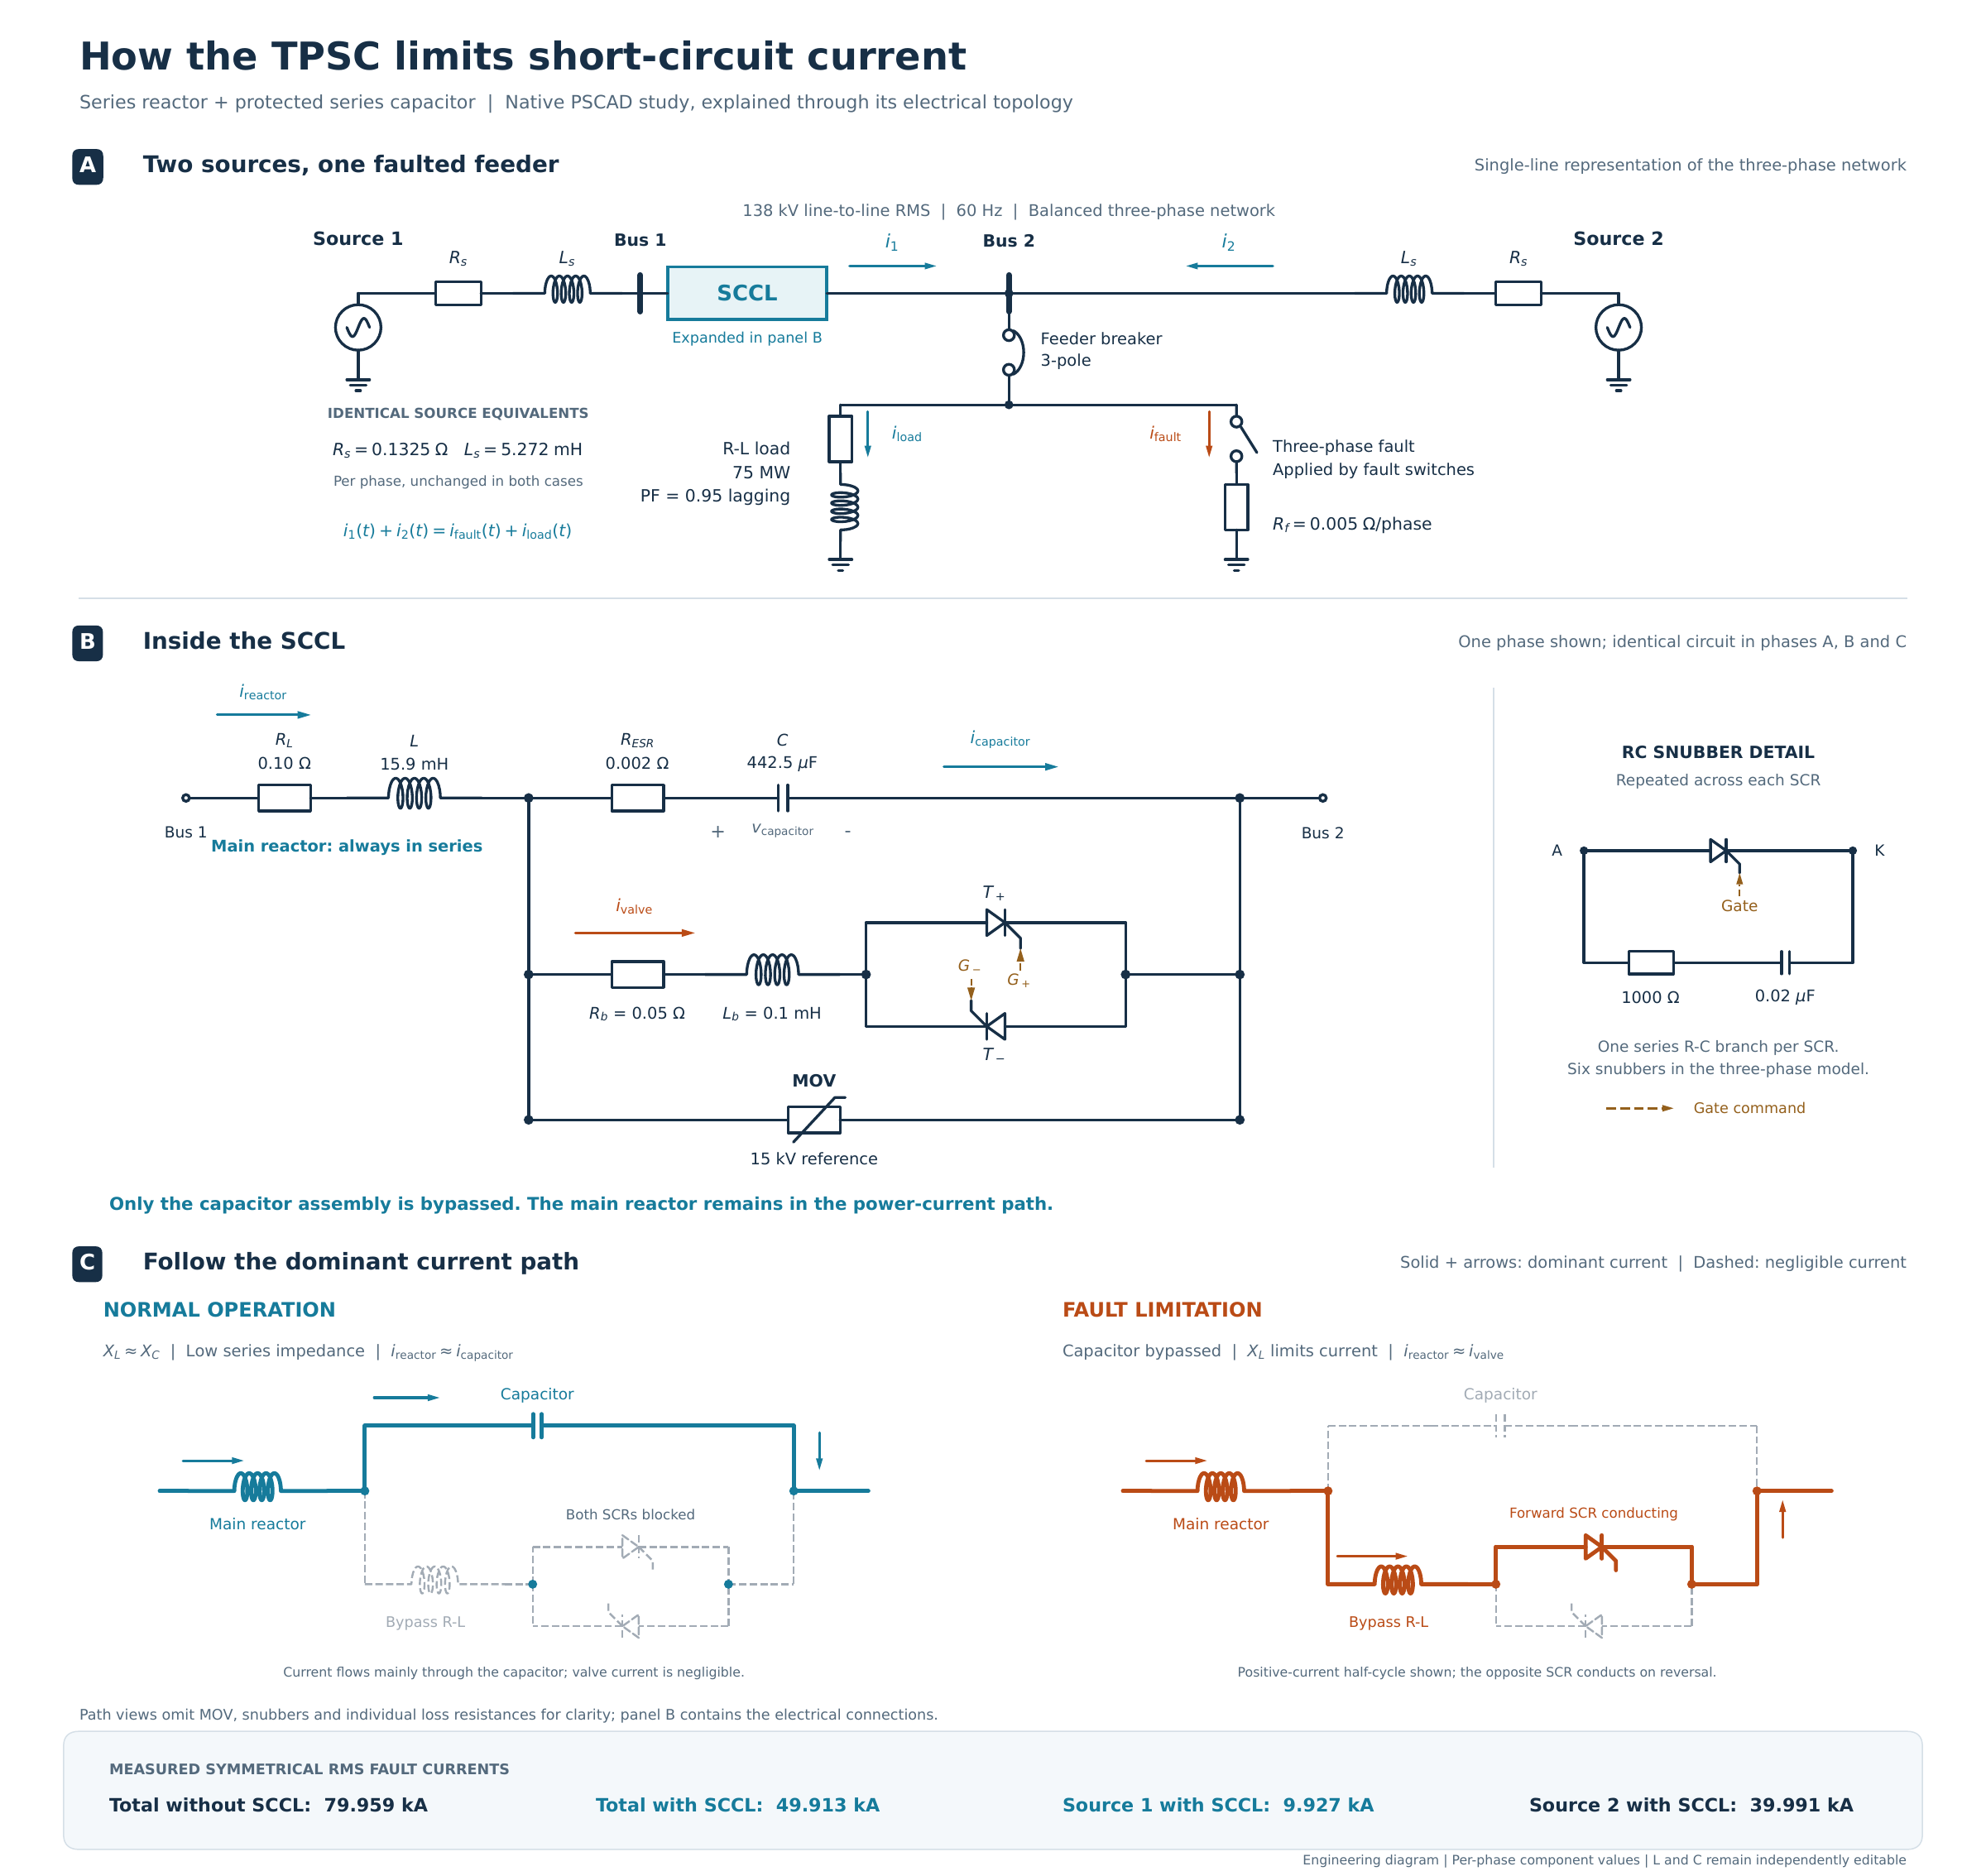 How the TPSC limits short-circuit current
Series reactor + protected series capacitor | Native PSCAD study, explained through its electrical topology
A
Two sources, one faulted feeder
Single-line representation of the three-phase network
138 kV line-to-line RMS | 60 Hz | Balanced three-phase network
Source 1
Bus 1
i1
Bus 2
i2
Source 2
Rs
Ls
Ls
Rs
SCCL
Expanded in panel B
Feeder breaker
3-pole
IDENTICAL SOURCE EQUIVALENTS
Rs = 0.1325 Ω Ls = 5.272 mH
Per phase, unchanged in both cases
i1(t) + i2(t) = ifault(t) + iload(t)
R-L load
75 MW
PF = 0.95 lagging
iload
ifault
Three-phase fault
Applied by fault switches
Rf = 0.005 Ω/phase
B
Inside the SCCL
One phase shown; identical circuit in phases A, B and C
ireactor
RL
0.10 Ω
L
15.9 mH
RESR
0.002 Ω
C
442.5 μF
icapacitor
Bus 1
Main reactor: always in series
+ vcapacitor -
Bus 2
ivalve
T+
G−
G+
Rb = 0.05 Ω
Lb = 0.1 mH
T−
MOV
15 kV reference
RC SNUBBER DETAIL
Repeated across each SCR
A
K
Gate
1000 Ω
0.02 μF
One series R-C branch per SCR.
Six snubbers in the three-phase model.
Gate command
Only the capacitor assembly is bypassed. The main reactor remains in the power-current path.
C
Follow the dominant current path
Solid + arrows: dominant current | Dashed: negligible current
NORMAL OPERATION
XL ≈ XC | Low series impedance | ireactor ≈ icapacitor
Capacitor
Main reactor
Both SCRs blocked
Bypass R-L
Current flows mainly through the capacitor; valve current is negligible.
FAULT LIMITATION
Capacitor bypassed | XL limits current | ireactor ≈ ivalve
Capacitor
Main reactor
Forward SCR conducting
Bypass R-L
Positive-current half-cycle shown; the opposite SCR conducts on reversal.
Path views omit MOV, snubbers and individual loss resistances for clarity; panel B contains the electrical connections.
MEASURED SYMMETRICAL RMS FAULT CURRENTS
Total without SCCL: 79.959 kA
Total with SCCL: 49.913 kA
Source 1 with SCCL: 9.927 kA
Source 2 with SCCL: 39.991 kA
Engineering diagram | Per-phase component values | L and C remain independently editable